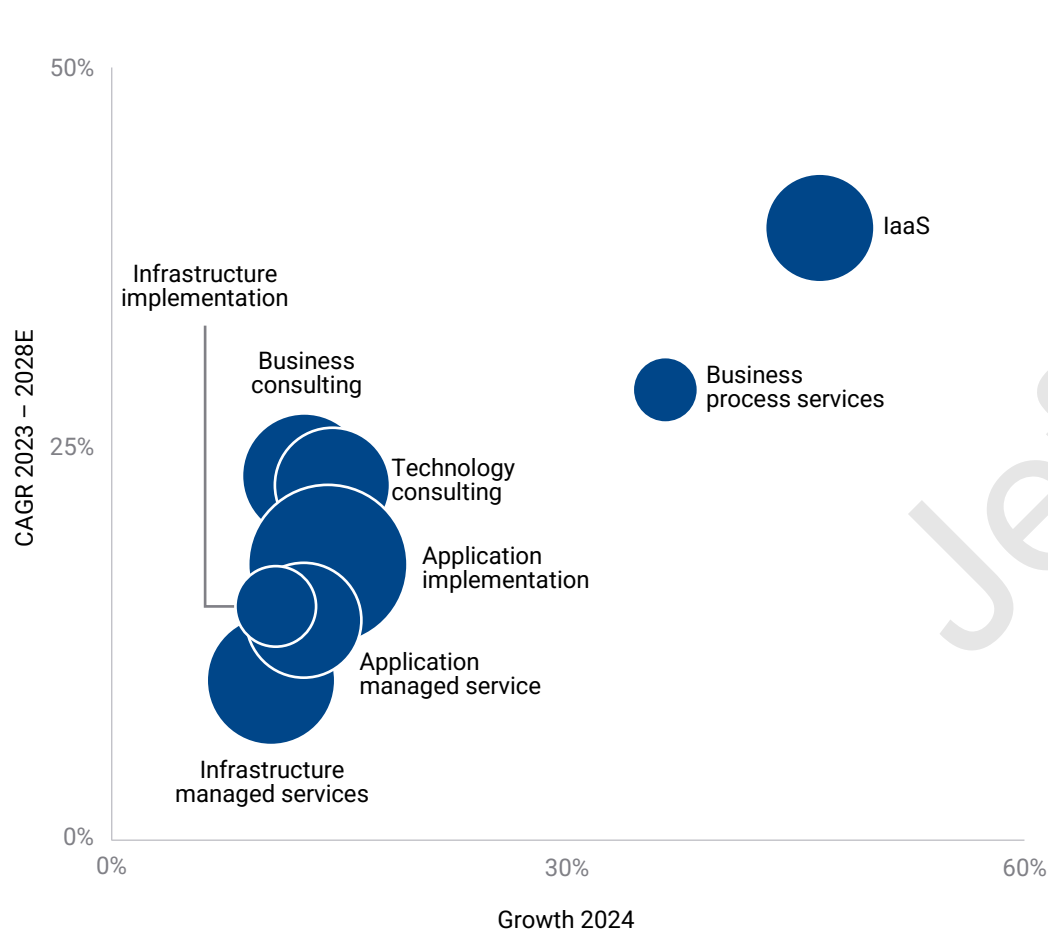 50%
IaaS
Infrastructure
implementation
Business
consulting
Business
process services
CAGR 2023 – 2028E
25%
Technology
consulting
Application
implementation
Application
managed service
Infrastructure
managed services
0%
0%
30%
60%
Growth 2024